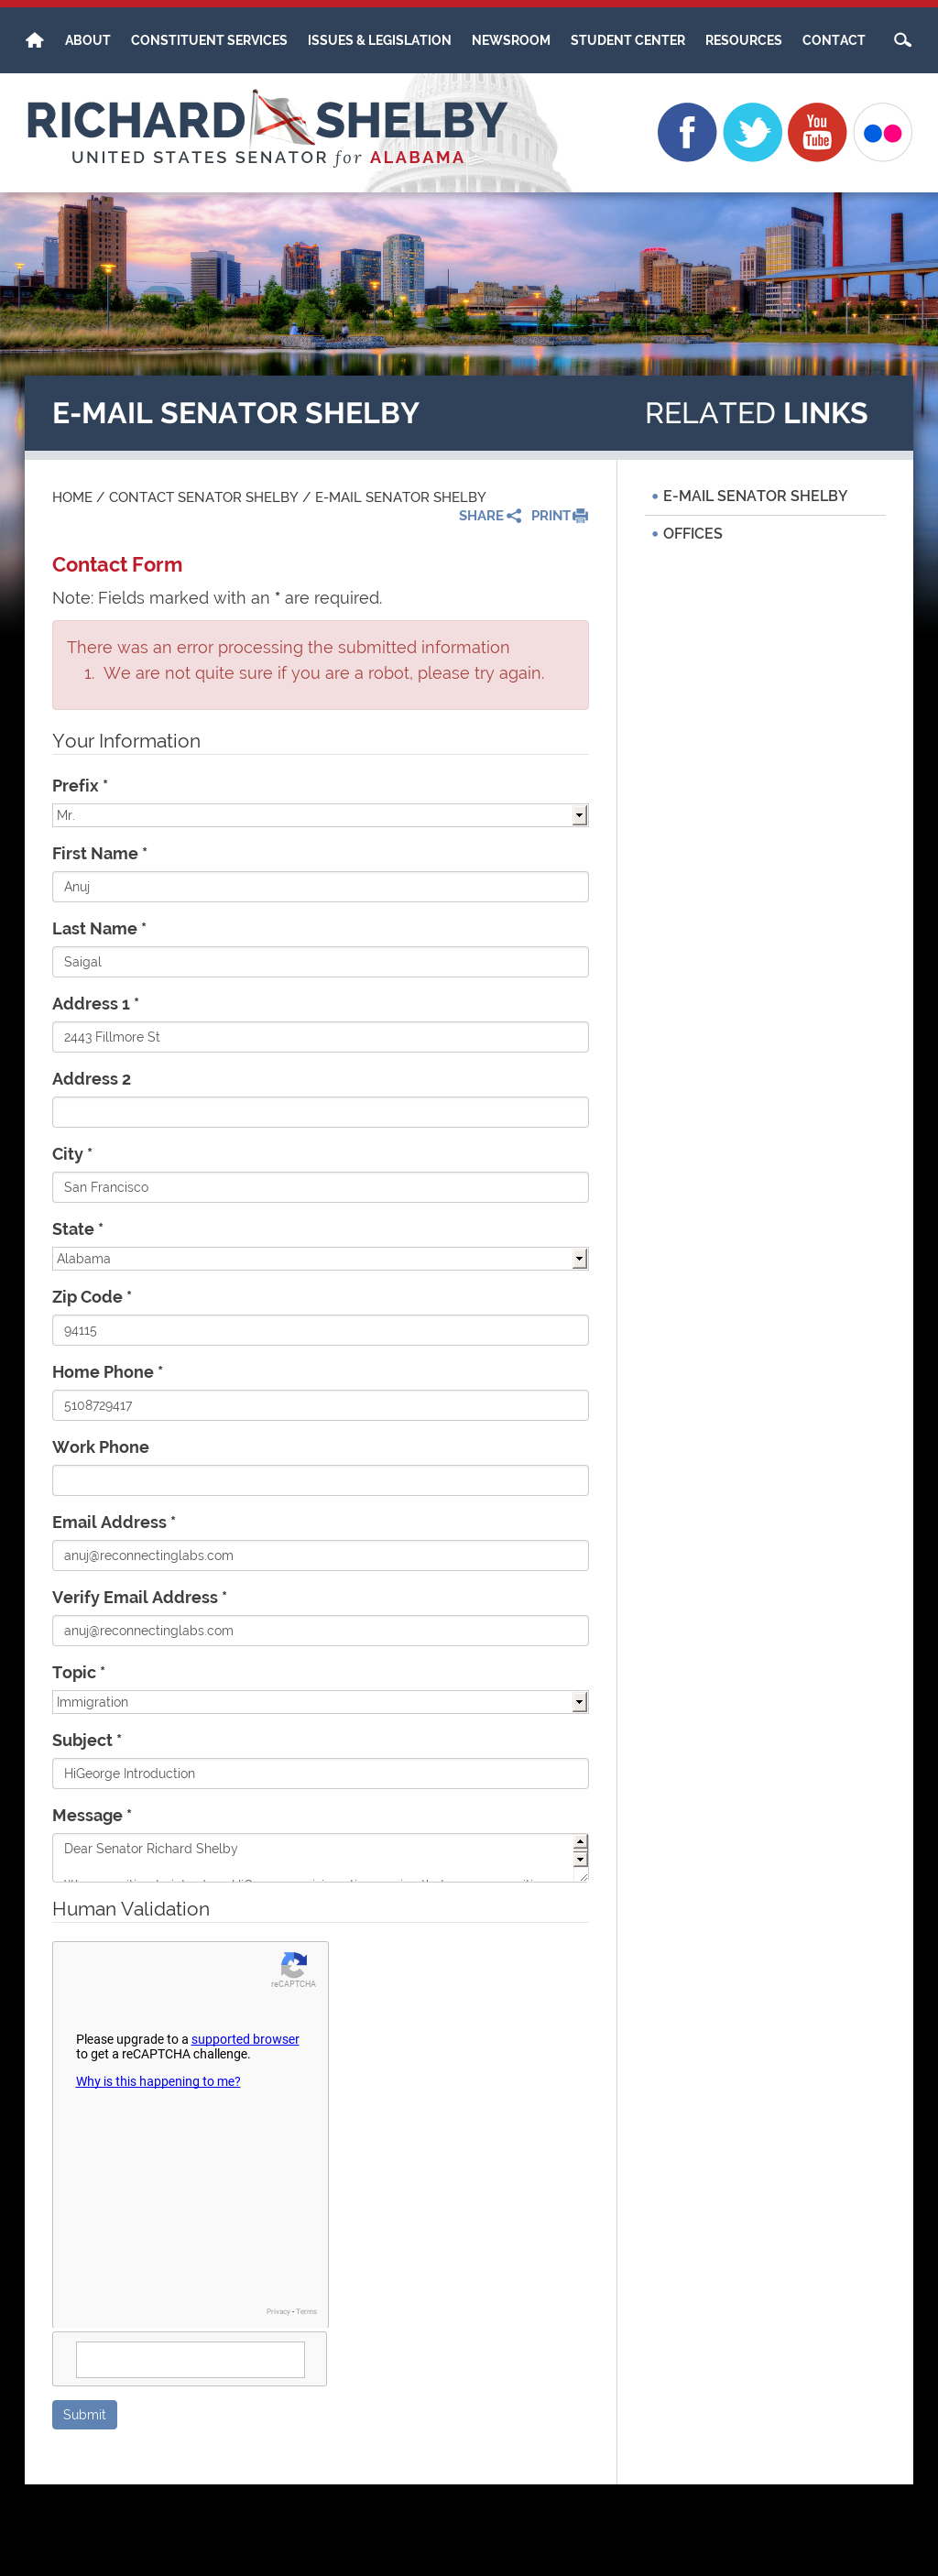 ABOUT CONSTITUENT SERVICES ISSUES & LEGISLATION NEWSROOM STUDENT CENTER RESOURCES CONTACT
RICHARD SHELBY
UNITED STATES SENATOR for ALABAMA
You
Tube
E-MAIL SENATOR SHELBY
RELATED LINKS
HOME / CONTACT SENATOR SHELBY / E-MAIL SENATOR SHELBY
SHARE PRINT
E-MAIL SENATOR SHELBY
OFFICES
Contact Form
Note: Fields marked with an * are required.
There was an error processing the submitted information
1. We are not quite sure if you are a robot, please try again.
Your Information
Prefix *
Mr.
First Name *
Anuj
Last Name *
Saigal
Address 1 *
2443 Fillmore St
Address 2
City *
San Francisco
State *
Alabama
Zip Code *
94115
Home Phone *
5108729417
Work Phone
Email Address *
anuj@reconnectinglabs.com
Verify Email Address *
anuj@reconnectinglabs.com
Topic *
Immigration
Subject *
HiGeorge Introduction
Message *
Dear Senator Richard Shelby
Human Validation
reCAPTCHA
Please upgrade to a supported browser
to get a reCAPTCHA challenge.
Why is this happening to me?
Privacy - Terms
Submit